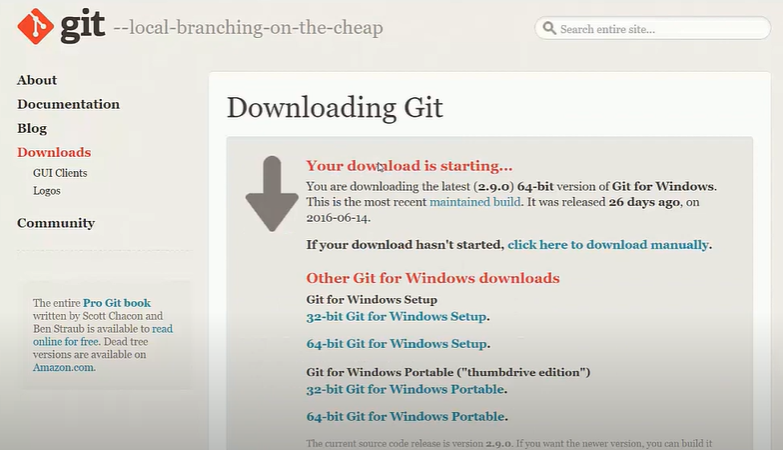 git --local-branching-on-the-cheap
Search entire site...
About
Documentation
Blog
Downloads
GUI Clients
Logos
Community
The entire Pro Git book
written by Scott Chacon and
Ben Straub is available to read
online for free. Dead tree
versions are available on
Amazon.com.
Downloading Git
Your download is starting...
You are downloading the latest (2.9.0) 64-bit version of Git for Windows.
This is the most recent maintained build. It was released 26 days ago, on
2016-06-14.
If your download hasn't started, click here to download manually.
Other Git for Windows downloads
Git for Windows Setup
32-bit Git for Windows Setup.
64-bit Git for Windows Setup.
Git for Windows Portable ("thumbdrive edition")
32-bit Git for Windows Portable.
64-bit Git for Windows Portable.
The current source code release is version 2.9.0. If you want the newer version, you can build it